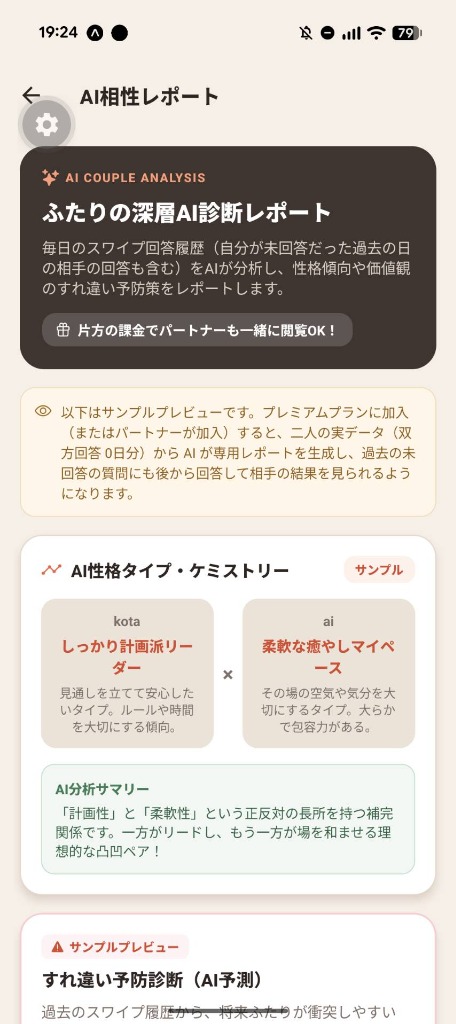 19:24
79
AI相性レポート
AI COUPLE ANALYSIS
ふたりの深層AI診断レポート
毎日のスワイプ回答履歴（自分が未回答だった過去の日
の相手の回答も含む）をAIが分析し、性格傾向や価値観
のすれ違い予防策をレポートします。
片方の課金でパートナーも一緒に閲覧OK！
以下はサンプルプレビューです。プレミアムプランに加入
（またはパートナーが加入）すると、二人の実データ（双
方回答 0日分）から AI が専用レポートを生成し、過去の未
回答の質問にも後から回答して相手の結果を見られるよう
になります。
AI性格タイプ・ケミストリー
サンプル
kota
しっかり計画派リー
ダー
見通しを立てて安心した
いタイプ。ルールや時間
を大切にする傾向。
×
ai
柔軟な癒やしマイペ
ース
その場の空気や気分を大
切にするタイプ。大らか
で包容力がある。
AI分析サマリー
「計画性」と「柔軟性」という正反対の長所を持つ補完
関係です。一方がリードし、もう一方が場を和ませる理
想的な凸凹ペア！
サンプルプレビュー
すれ違い予防診断（AI予測）
過去のスワイプ履歴から、将来ふたりが衝突しやすい